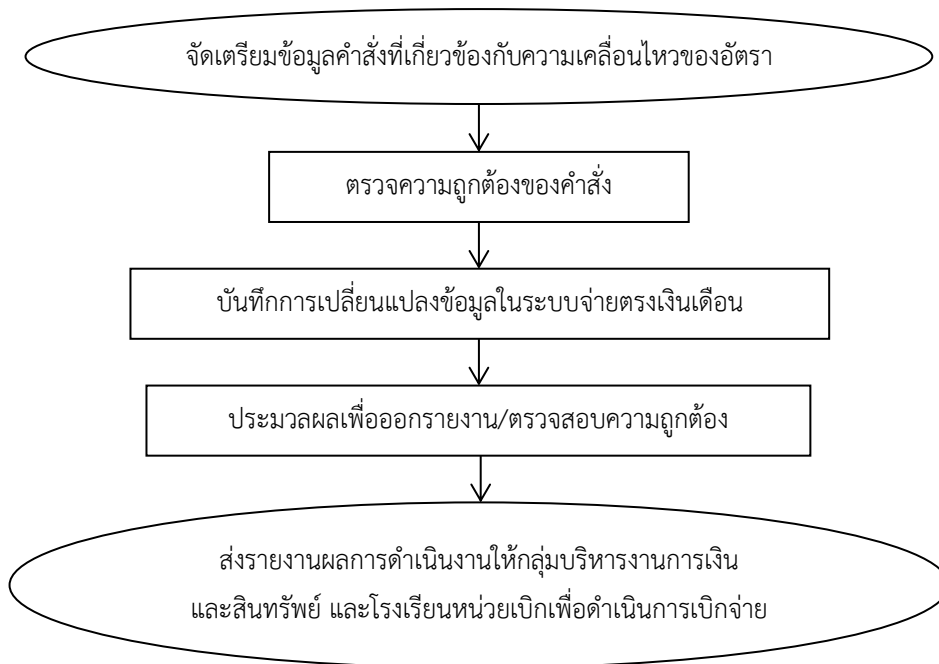 จัดเตรียมข้อมูลคำสั่งที่เกี่ยวข้องกับความเคลื่อนไหวของอัตรา
ตรวจความถูกต้องของคำสั่ง
บันทึกการเปลี่ยนแปลงข้อมูลในระบบจ่ายตรงเงินเดือน
ประมวลผลเพื่อออกรายงาน/ตรวจสอบความถูกต้อง
ส่งรายงานผลการดำเนินงานให้กลุ่มบริหารงานการเงิน
และสินทรัพย์ และโรงเรียนหน่วยเบิกเพื่อดำเนินการเบิกจ่าย